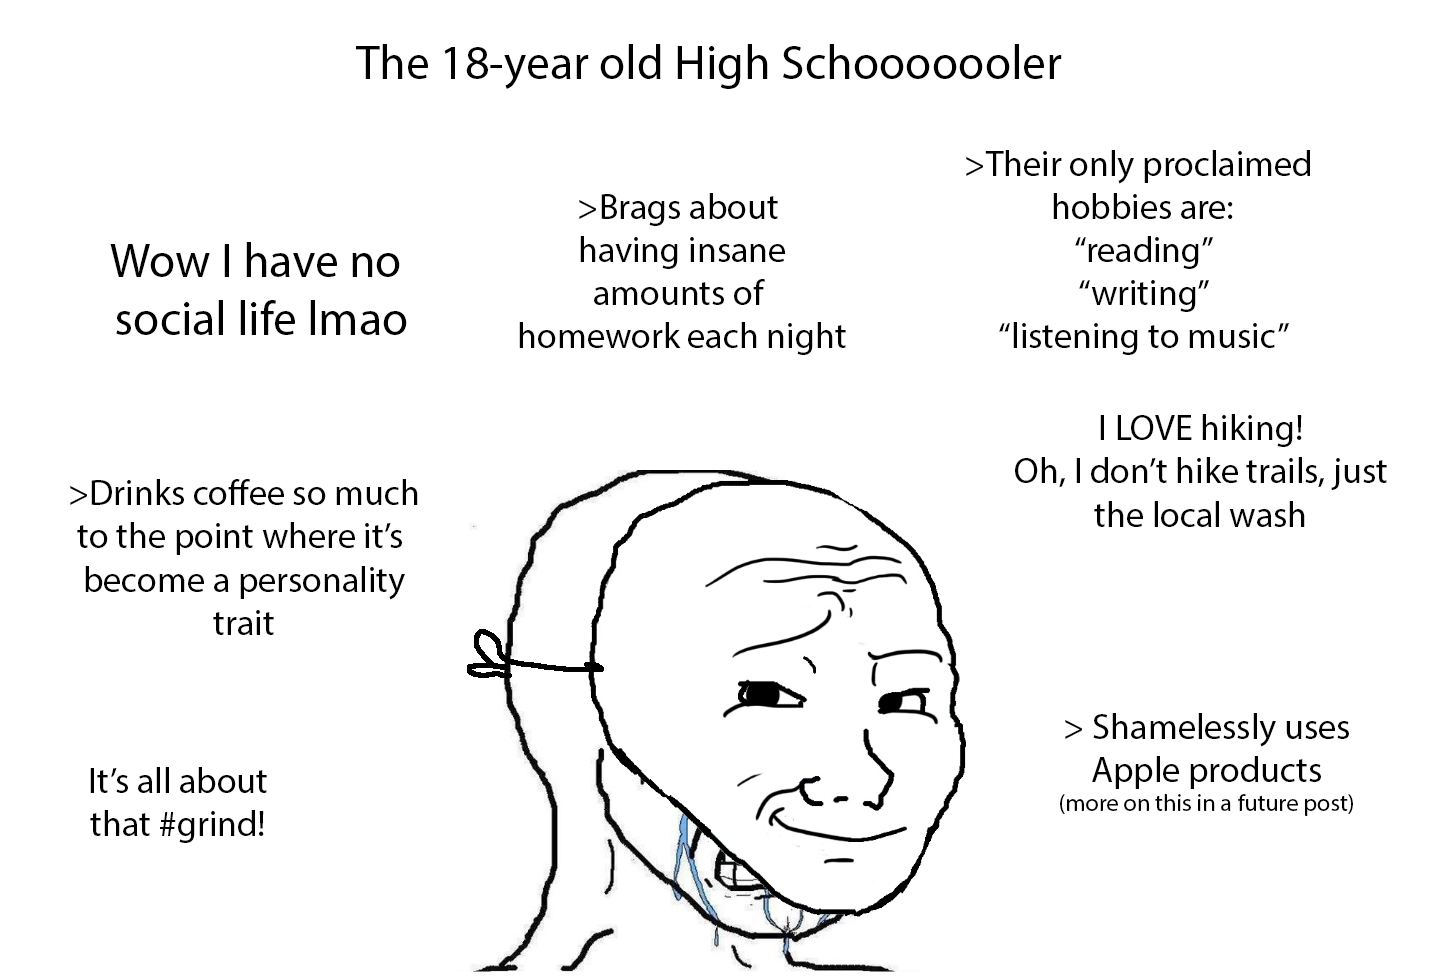 The 18-year old High Schooooooler
>Their only proclaimed
hobbies are:
“reading”
“writing”
“listening to music”
>Brags about
having insane
amounts of
homework each night
Wow I have no
social life lmao
I LOVE hiking!
Oh, I don’t hike trails, just
the local wash
>Drinks coffee so much
to the point where it’s
become a personality
trait
> Shamelessly uses
Apple products
(more on this in a future post)
It’s all about
that #grind!